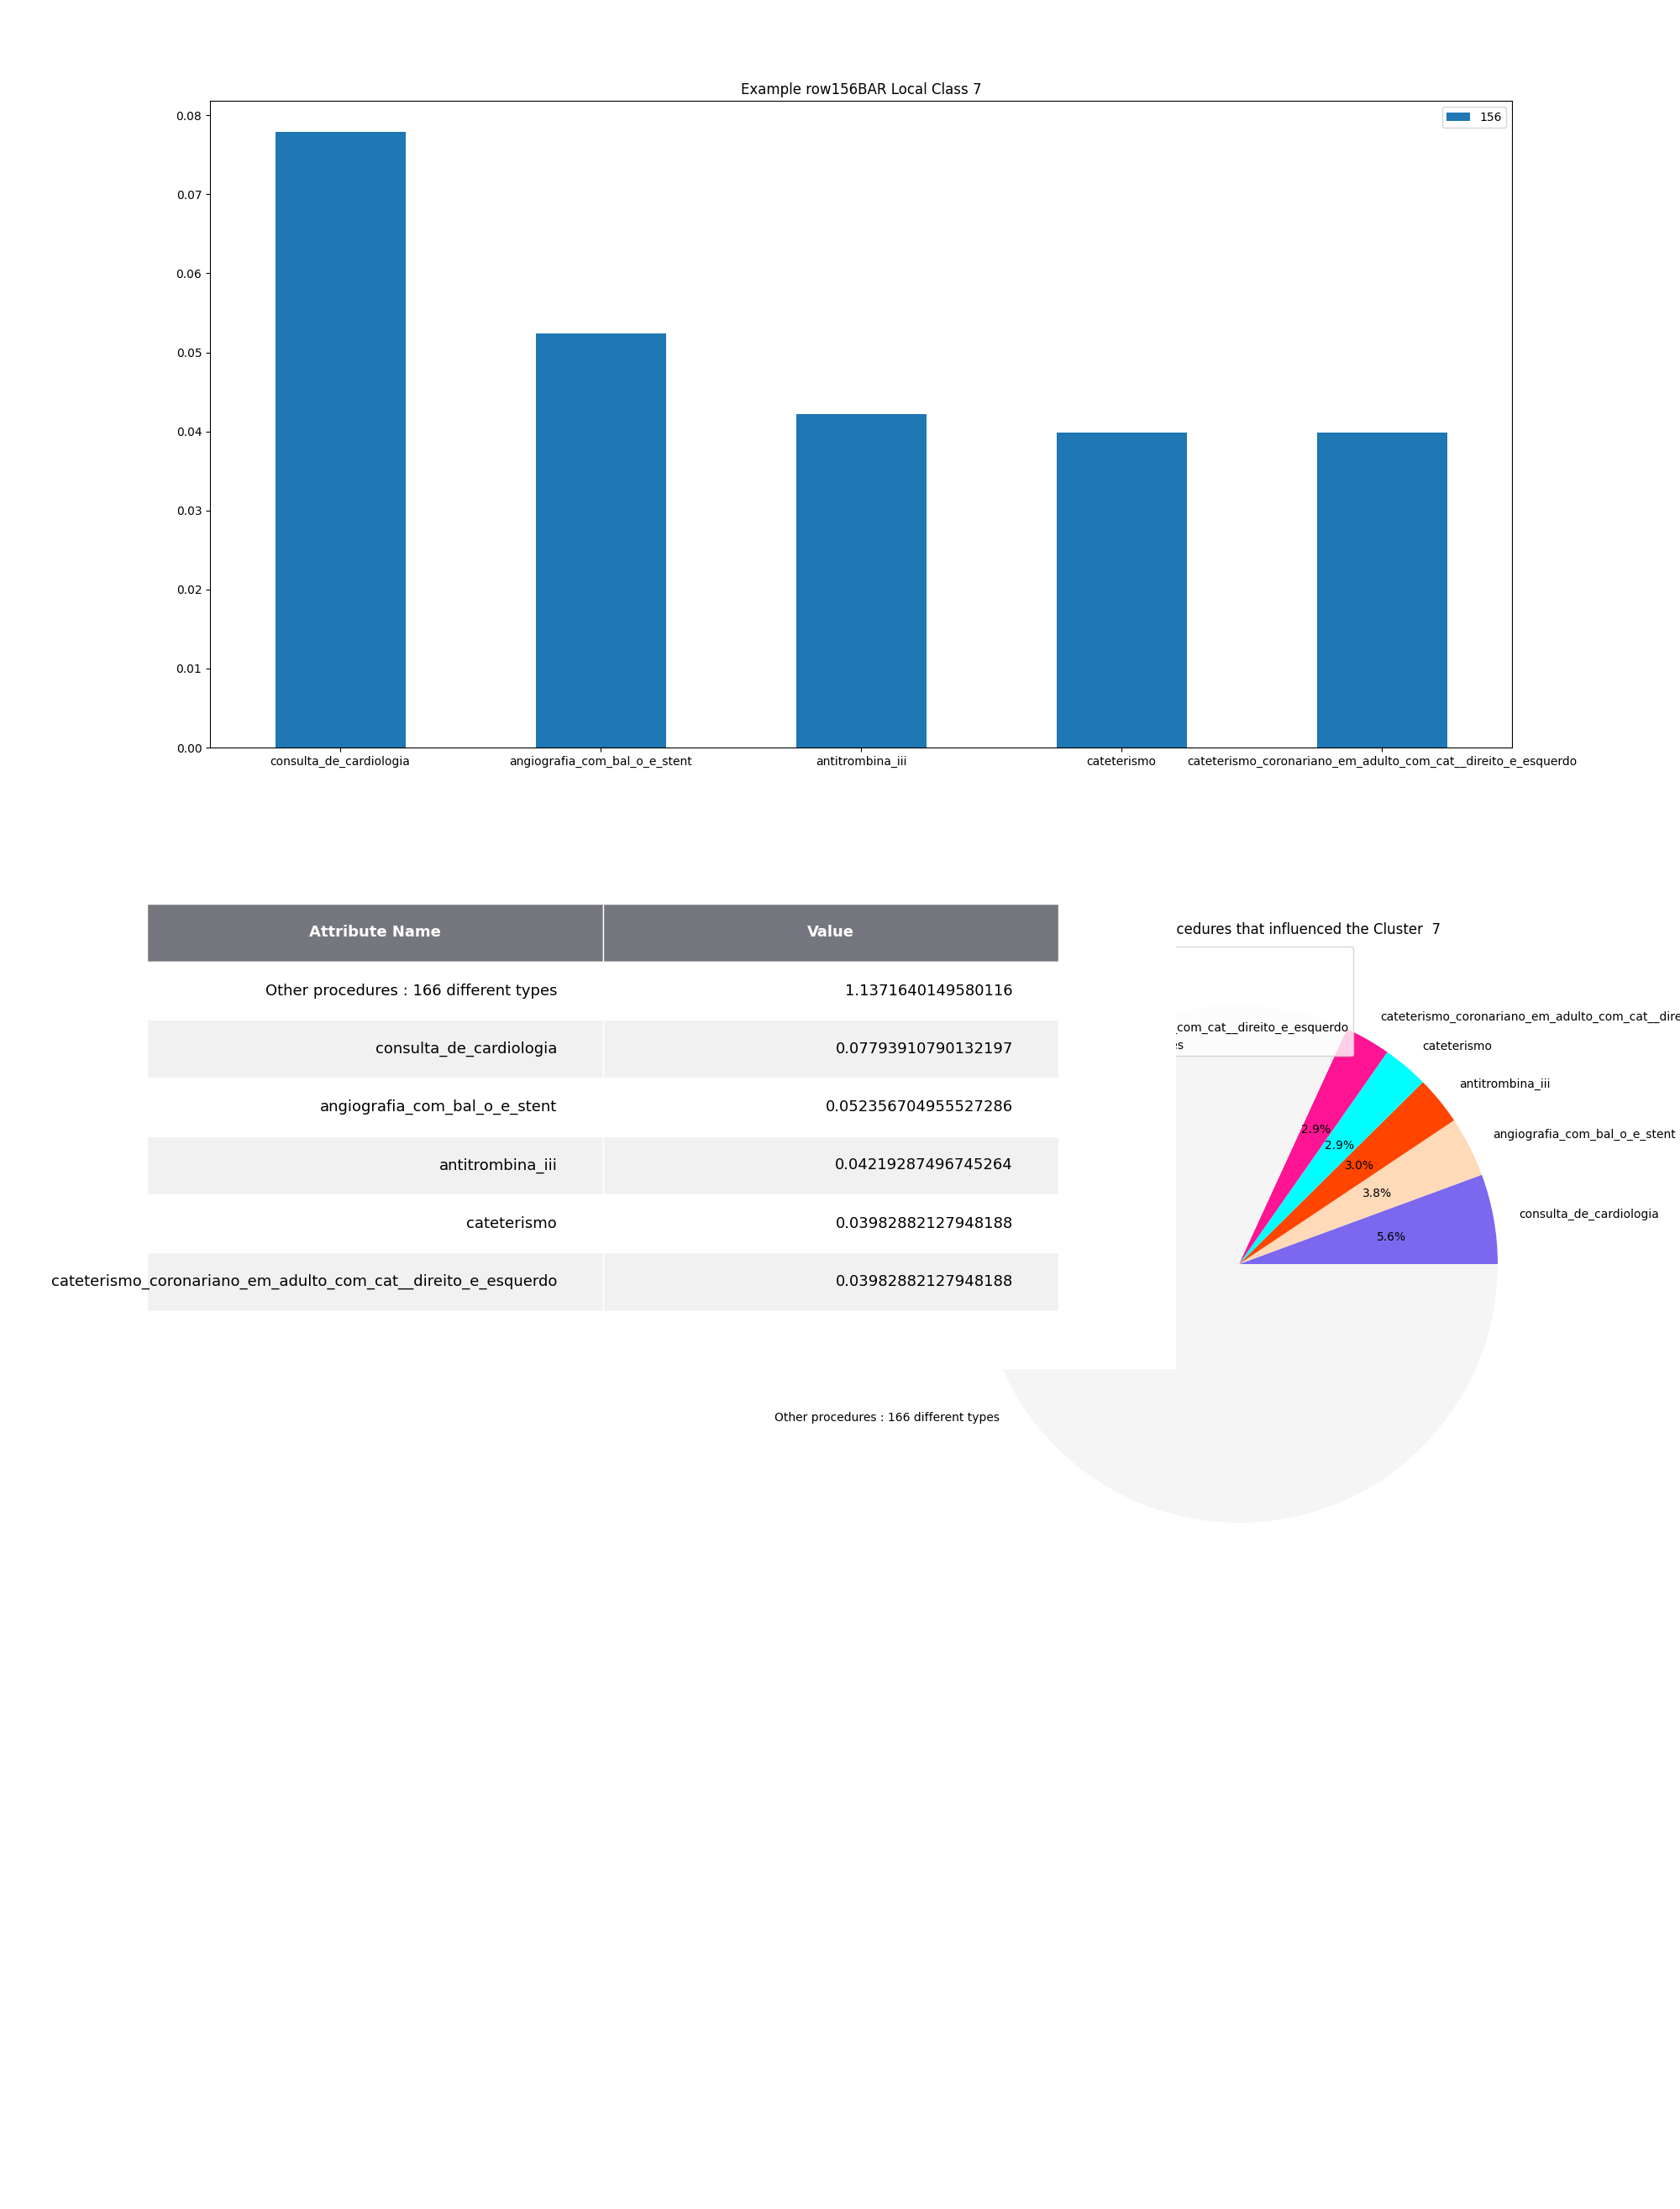 Example row156BAR Local Class 7
156
0.08
0.07
0.06
0.05
0.04
0.03
0.02
0.01
0.00
consulta_de_cardiologia
angiografia_com_bal_o_e_stent
antitrombina_iii
cateterismo
cateterismo_coronariano_em_adulto_com_cat__direito_e_esquerdo
Attribute Name Value
Other procedures : 166 different types 1.1371640149580116
consulta_de_cardiologia 0.07793910790132197
angiografia_com_bal_o_e_stent 0.052356704955527286
antitrombina_iii 0.04219287496745264
cateterismo 0.03982882127948188
cateterismo_coronariano_em_adulto_com_cat__direito_e_esquerdo 0.03982882127948188
cedures that influenced the Cluster 7
com_cat__direito_e_esquerdo
es
cateterismo_coronariano_em_adulto_com_cat__dire
cateterismo
antitrombina_iii
angiografia_com_bal_o_e_stent
consulta_de_cardiologia
2.9%
2.9%
3.0%
3.8%
5.6%
Other procedures : 166 different types